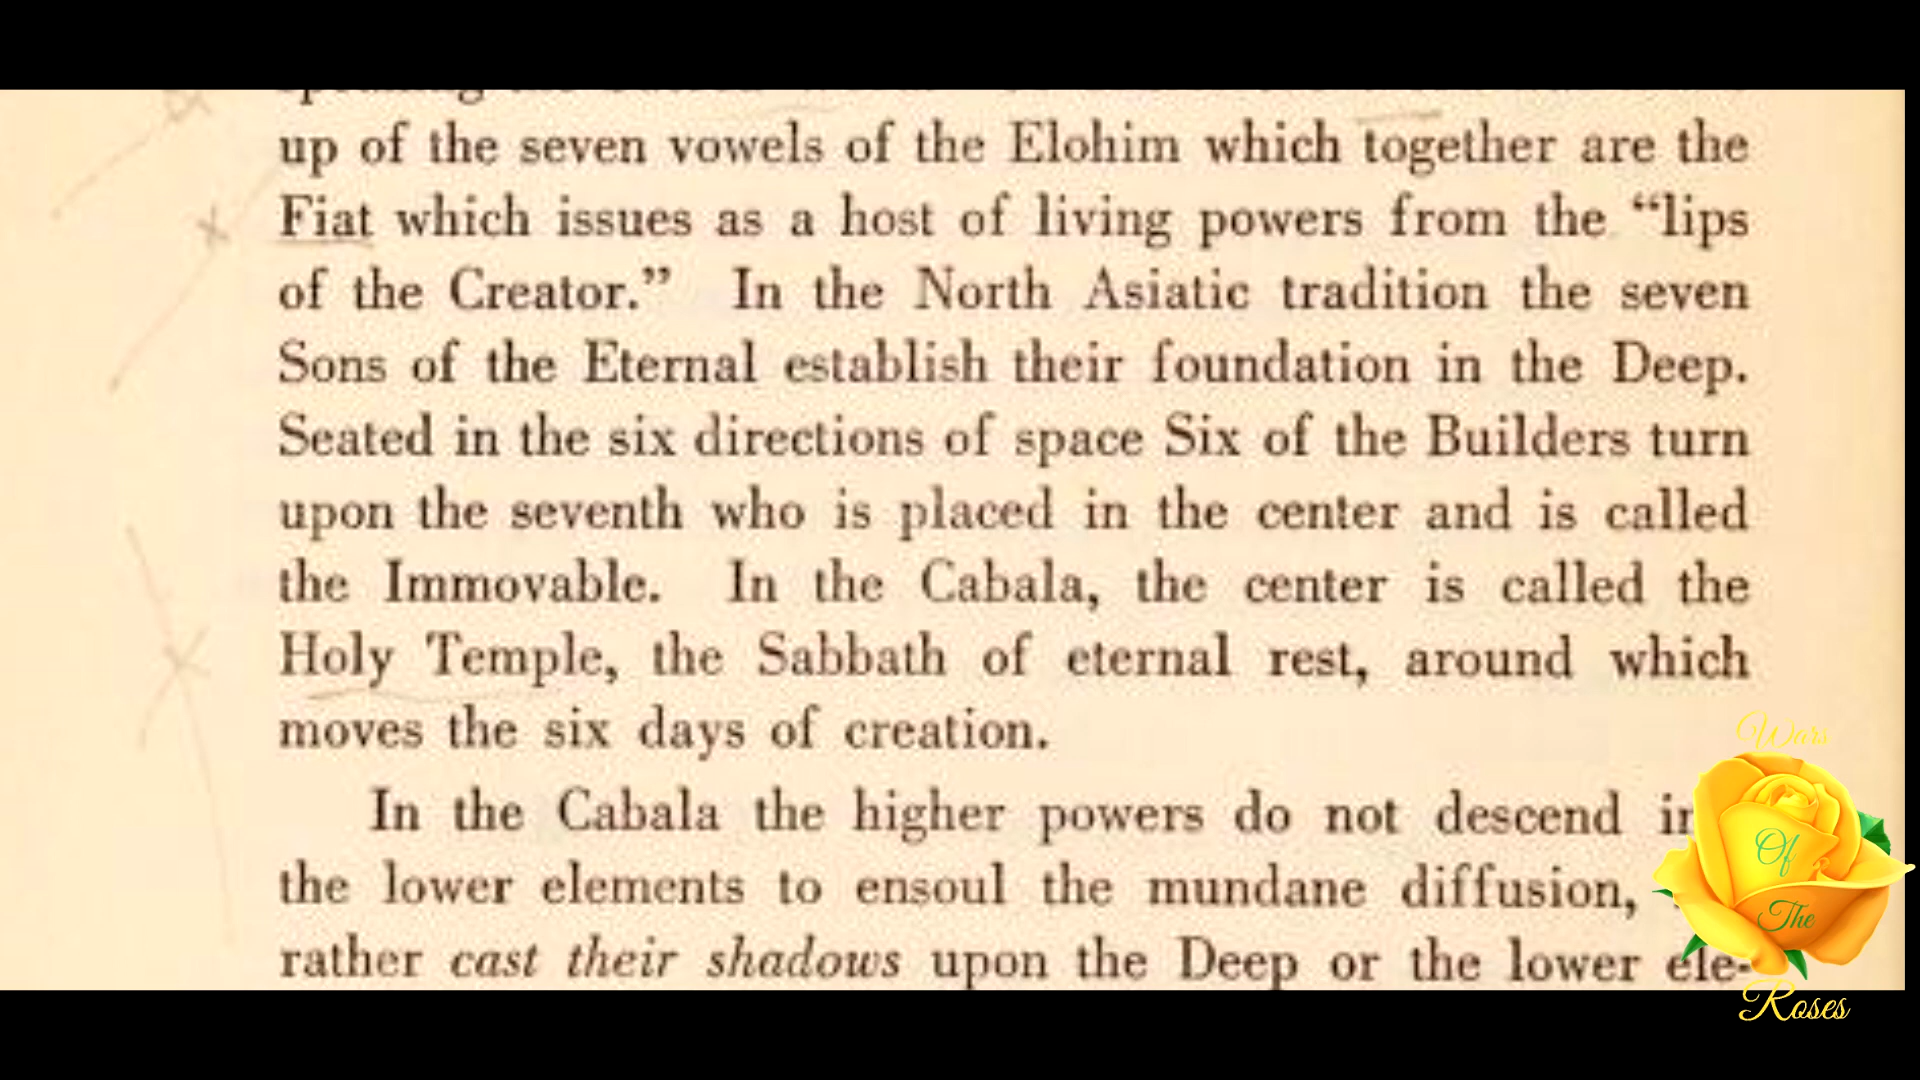 up of the seven vowels of the Elohim which together are the
Fiat which issues as a host of living powers from the “lips
of the Creator.” In the North Asiatic tradition the seven
Sons of the Eternal establish their foundation in the Deep.
Seated in the six directions of space Six of the Builders turn
upon the seventh who is placed in the center and is called
the Immovable. In the Cabala, the center is called the
Holy Temple, the Sabbath of eternal rest, around which
moves the six days of creation.
In the Cabala the higher powers do not descend
the lower elements to ensoul the mundane diffusion,
rather cast their shadows upon the Deep or the lower ele-
Wars
Of
The
Roses